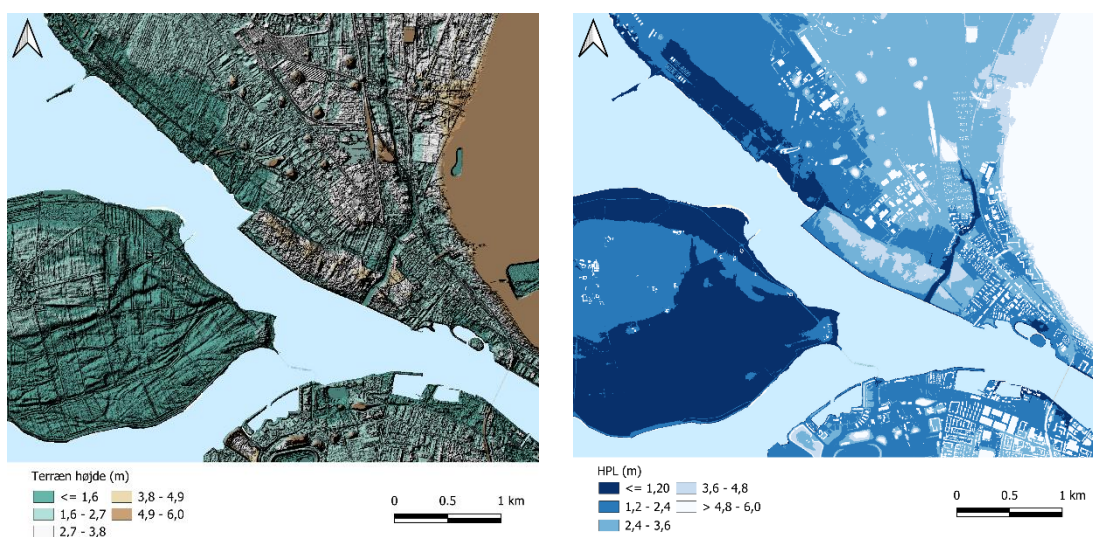 Terræn højde (m)
<= 1,6
3,8 - 4,9
1,6 - 2,7
4,9 - 6,0
2,7 - 3,8
0
0.5
1 km
HPL (m)
<= 1,20
3,6 - 4,8
1,2 - 2,4
> 4,8 - 6,0
2,4 - 3,6
0
0.5
1 km